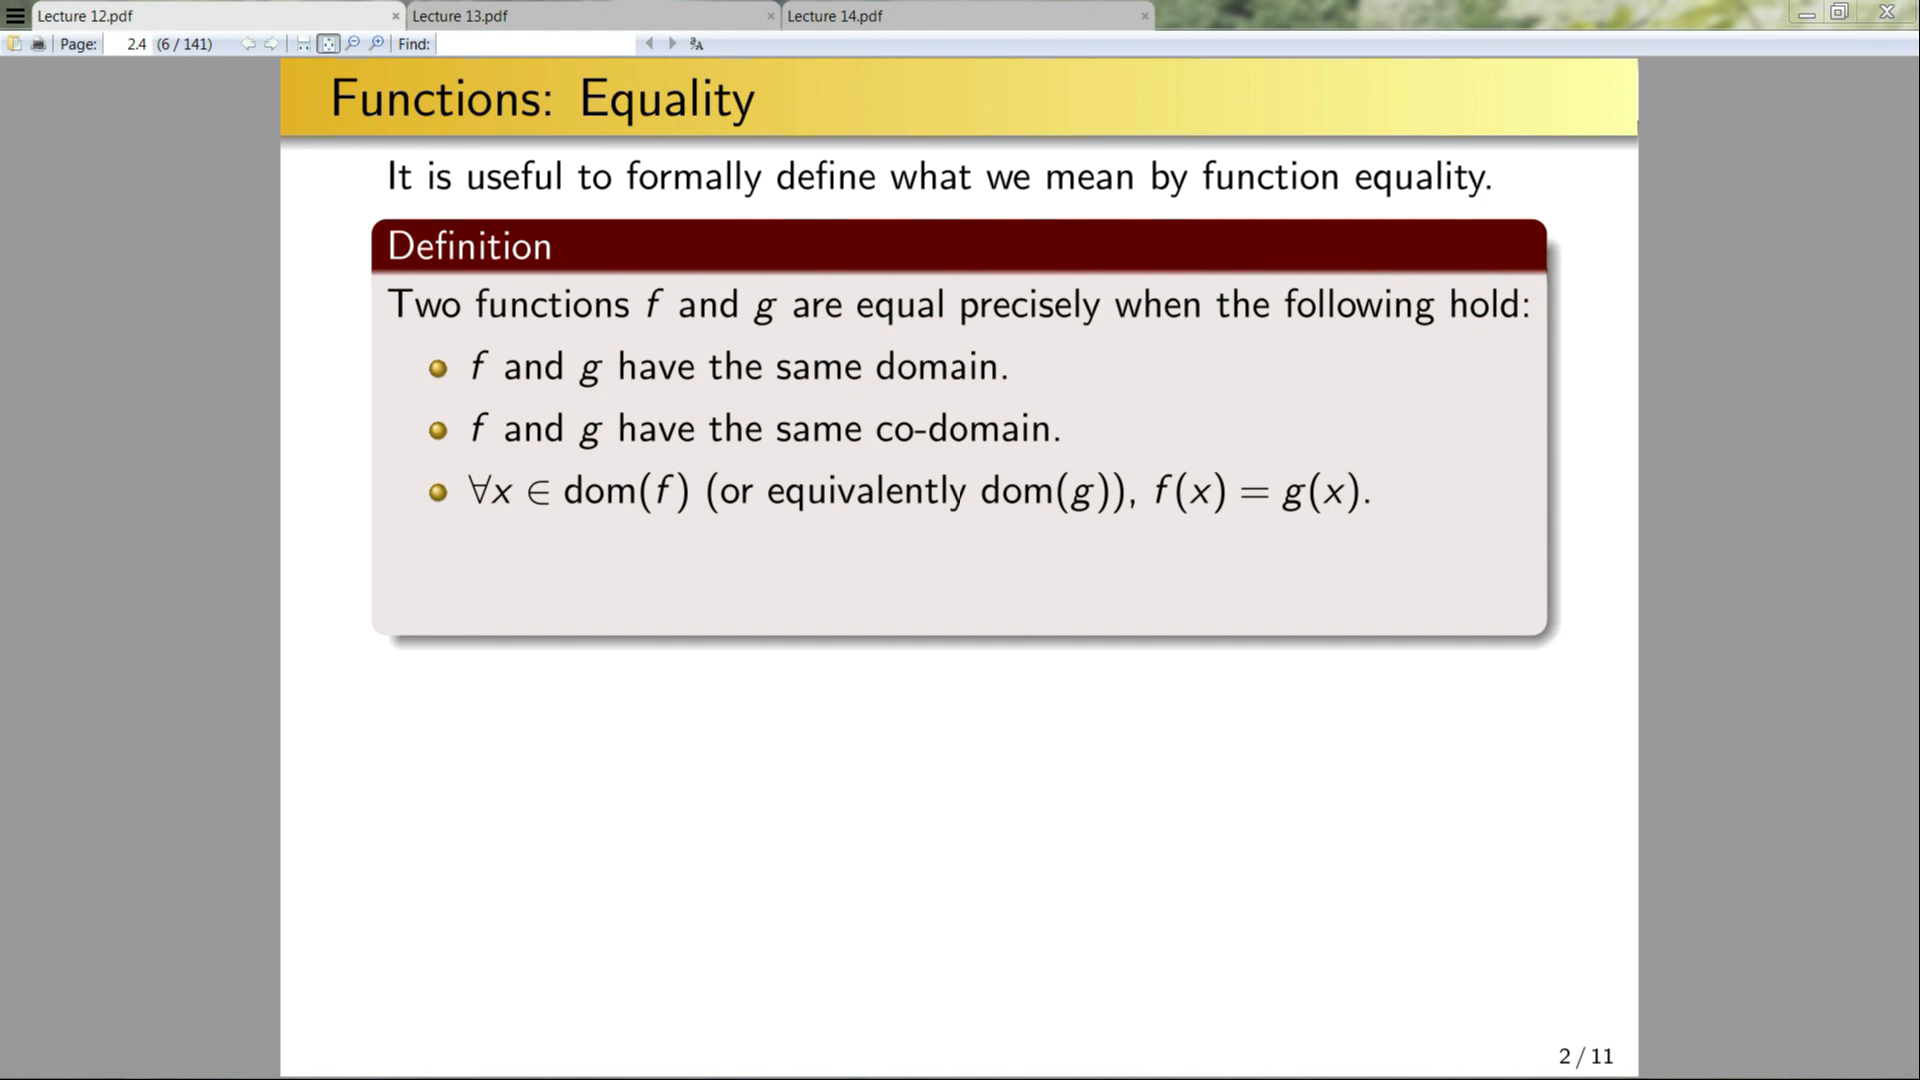 Lecture 12.pdf
Lecture 13.pdf
Lecture 14.pdf
Page: 2.4 (6 / 141) Find:
Functions: Equality
It is useful to formally define what we mean by function equality.
Definition
Two functions f and g are equal precisely when the following hold:
f and g have the same domain.
f and g have the same co-domain.
∀x ∈ dom(f) (or equivalently dom(g)), f(x) = g(x).
2 / 11